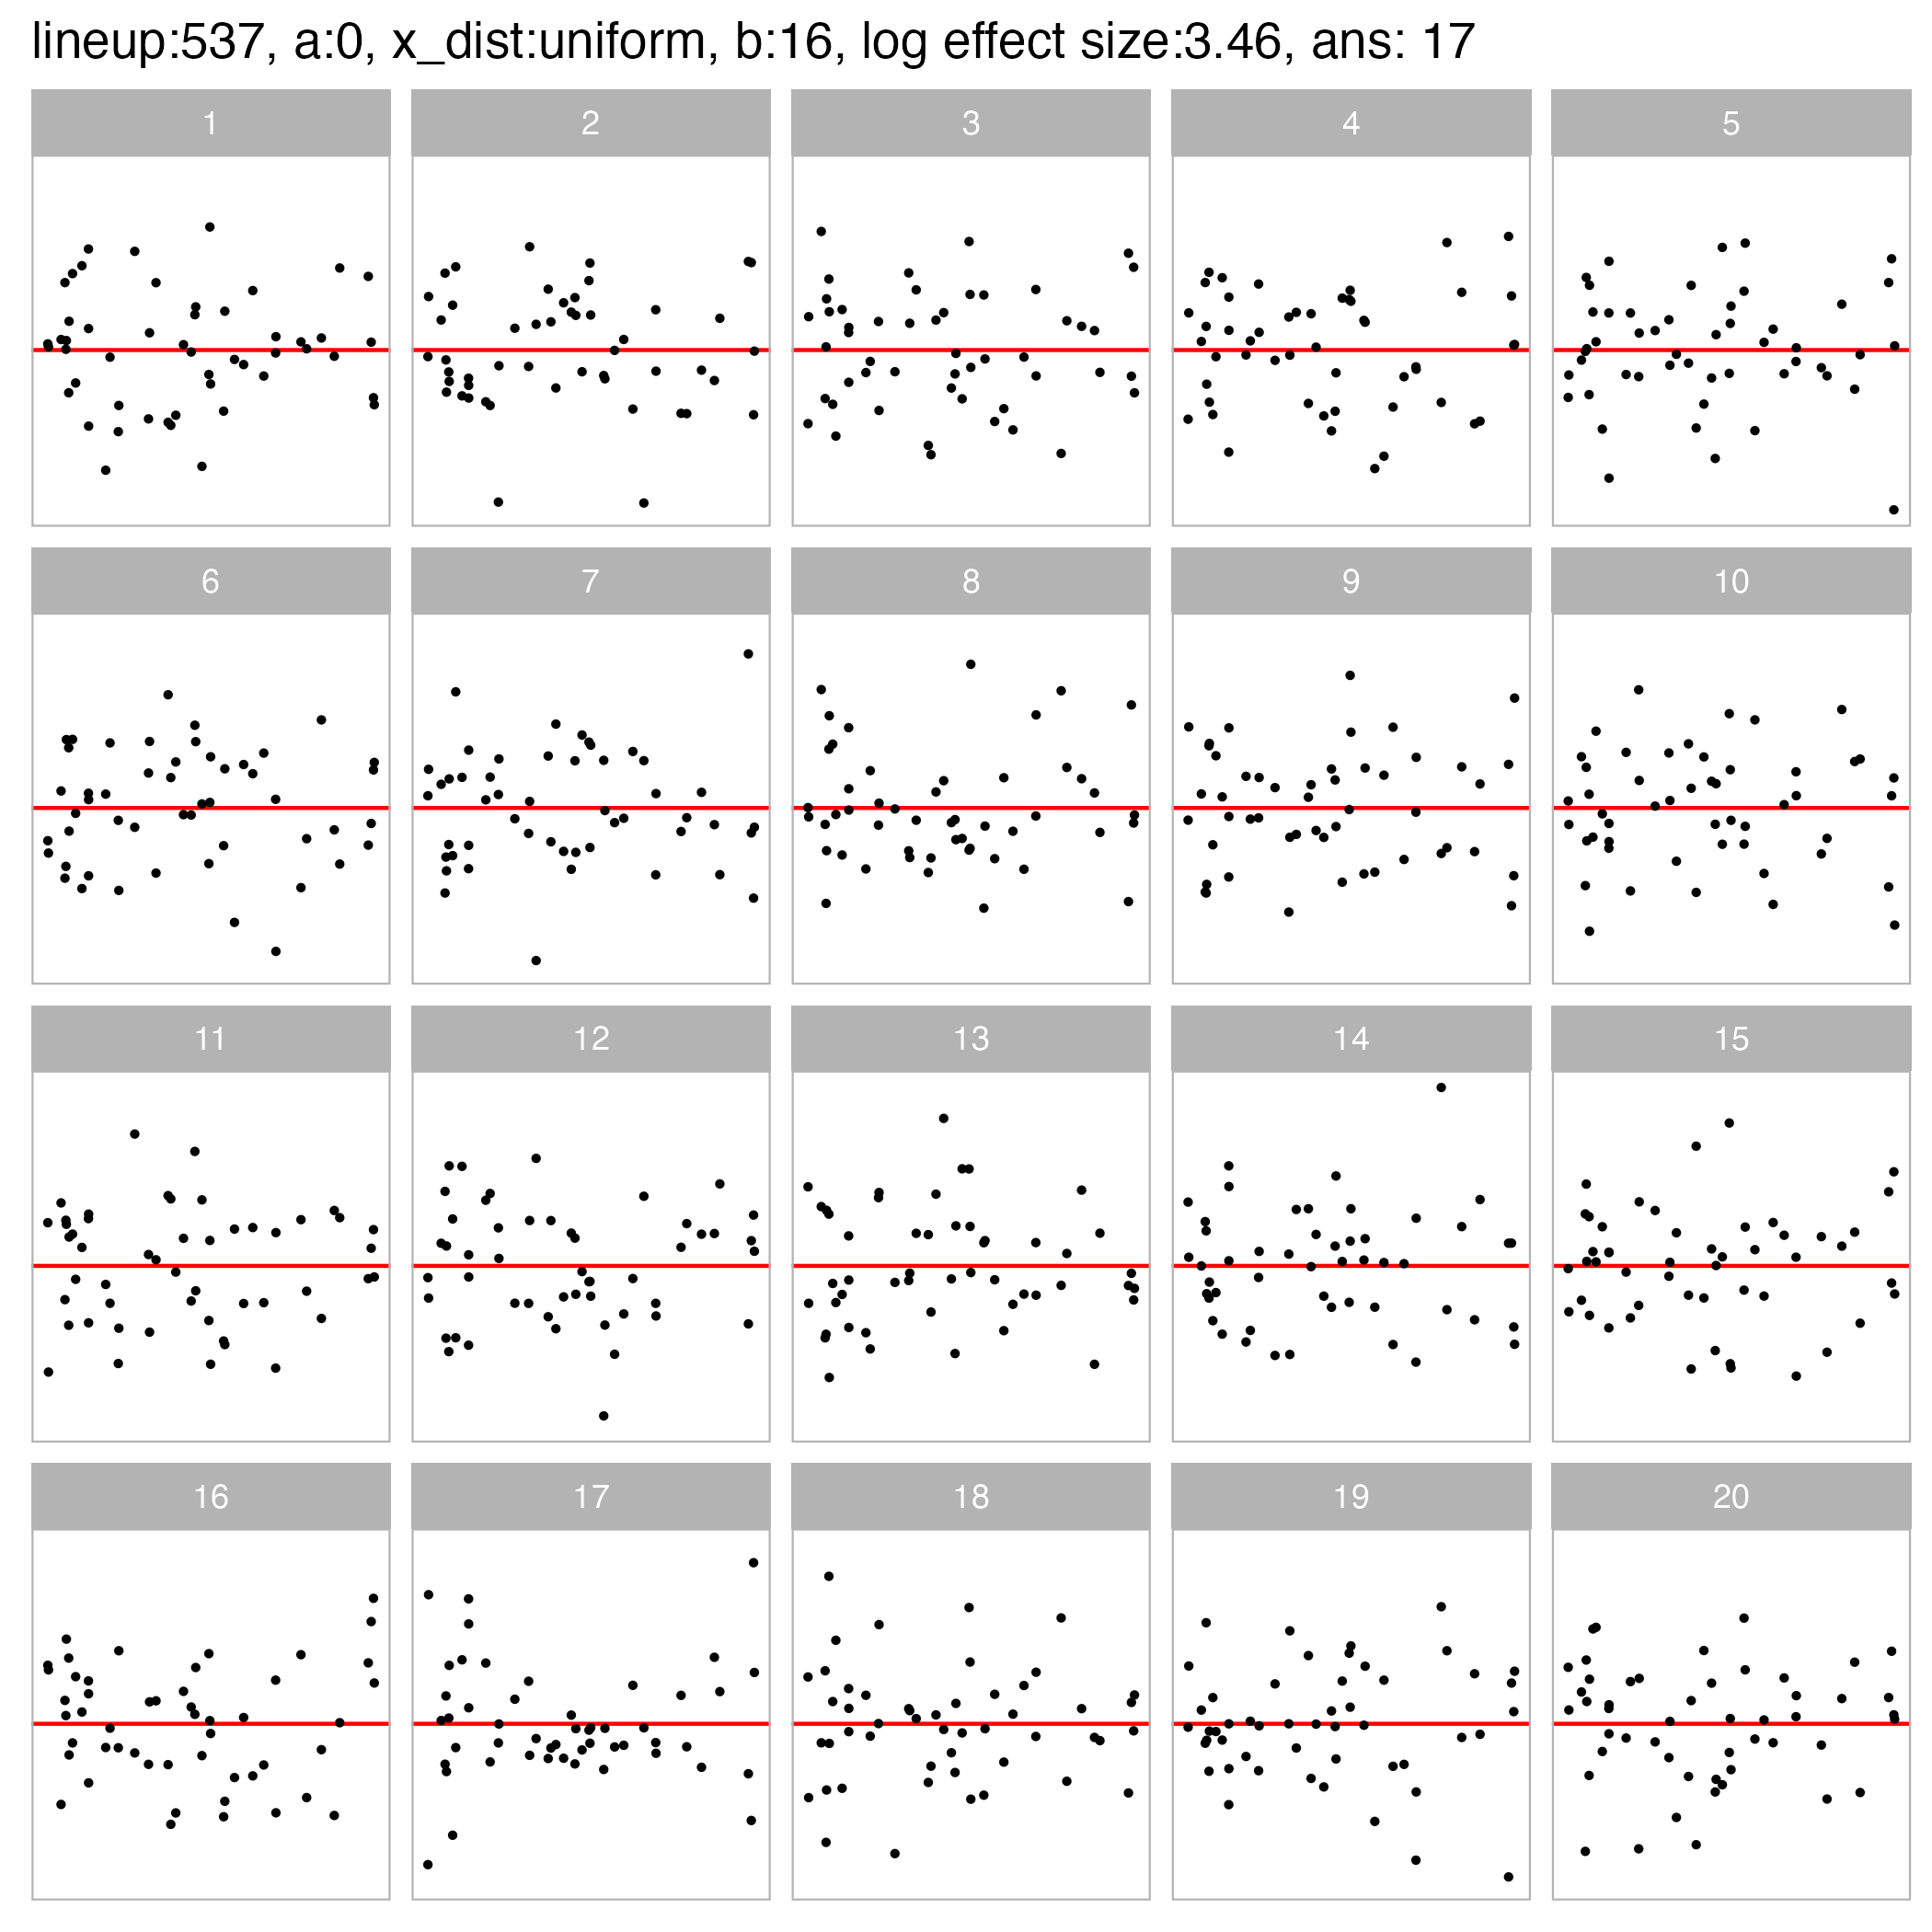 lineup:537, a:0, x_dist:uniform, b:16, log effect size:3.46, ans: 17
1 2 3 4 5
6 7 8 9 10
11 12 13 14 15
16 17 18 19 20